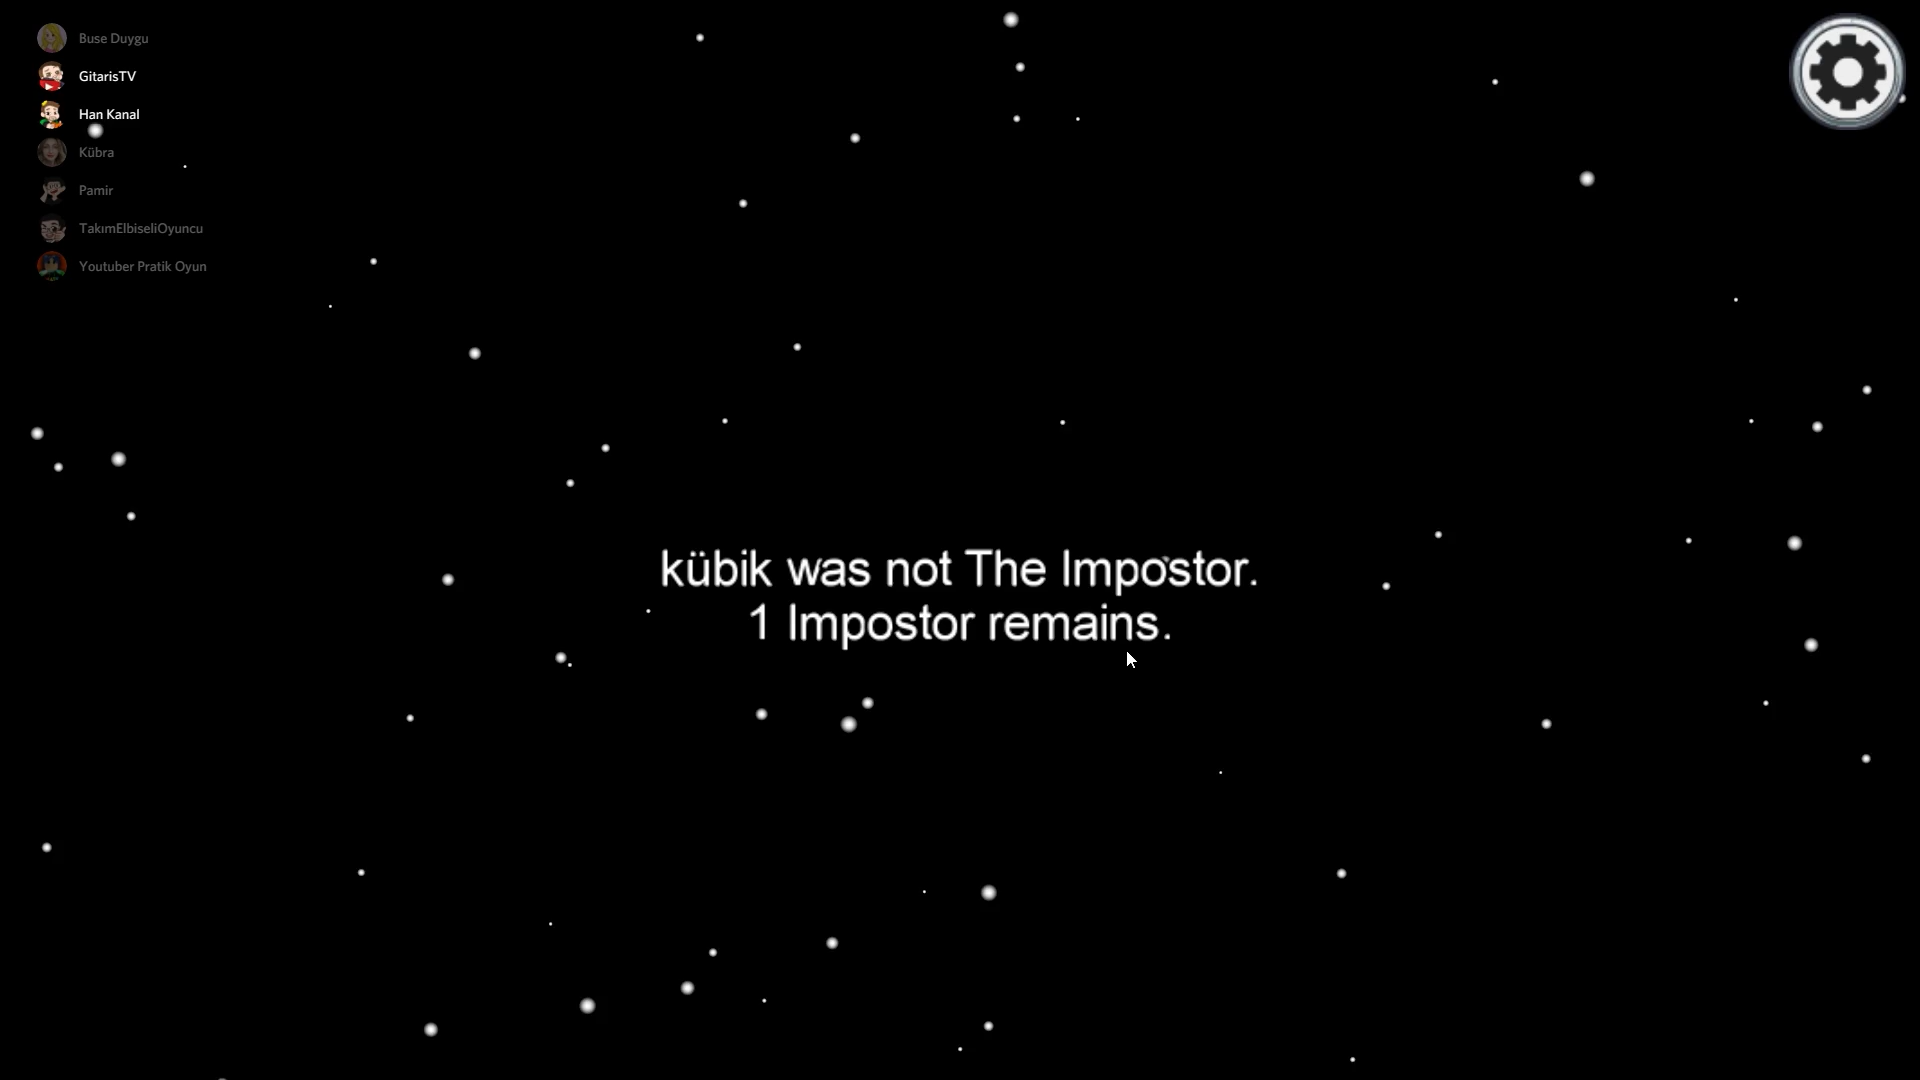 Buse Duygu
GitarisTV
Han Kanal
Kübra
Pamir
TakımElbiseliOyuncu
Youtuber Pratik Oyun
kübik was not The Impostor.
1 Impostor remains.